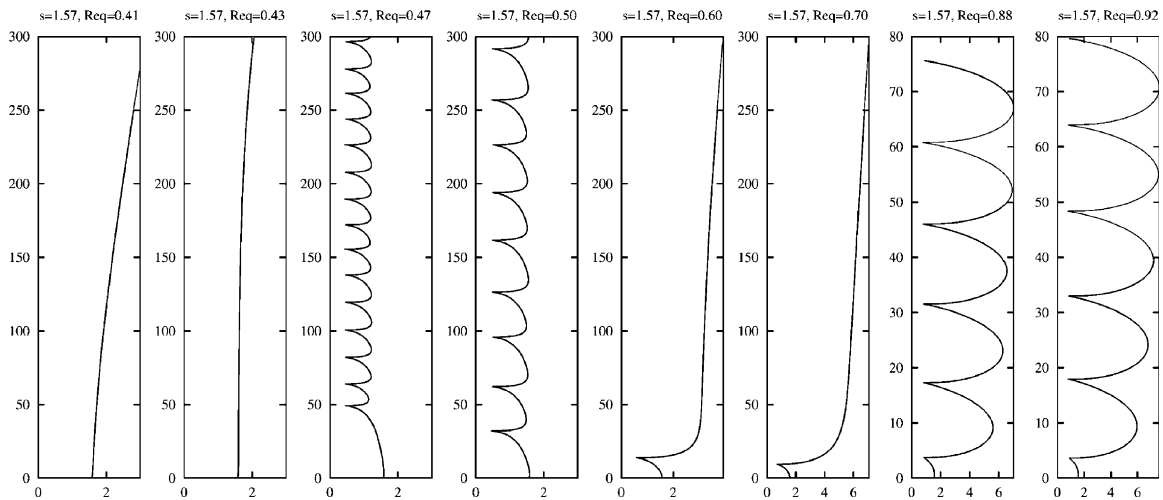 s=1.57, Req=0.41 s=1.57, Req=0.43 s=1.57, Req=0.47 s=1.57, Req=0.50 s=1.57, Req=0.60 s=1.57, Req=0.70 s=1.57, Req=0.88 s=1.57, Req=0.92
300 300 300 300 300 300 80 80
70 70
250 250 250 250 250 250
60 60
200 200 200 200 200 200
50 50
150 150 150 150 150 150 40 40
30 30
100 100 100 100 100 100
20 20
50 50 50 50 50 50
10 10
0 0 0 0 0 0 0 0
0 2 0 2 0 2 0 2 0 2 0 2 4 6 0 2 4 6 0 2 4 6